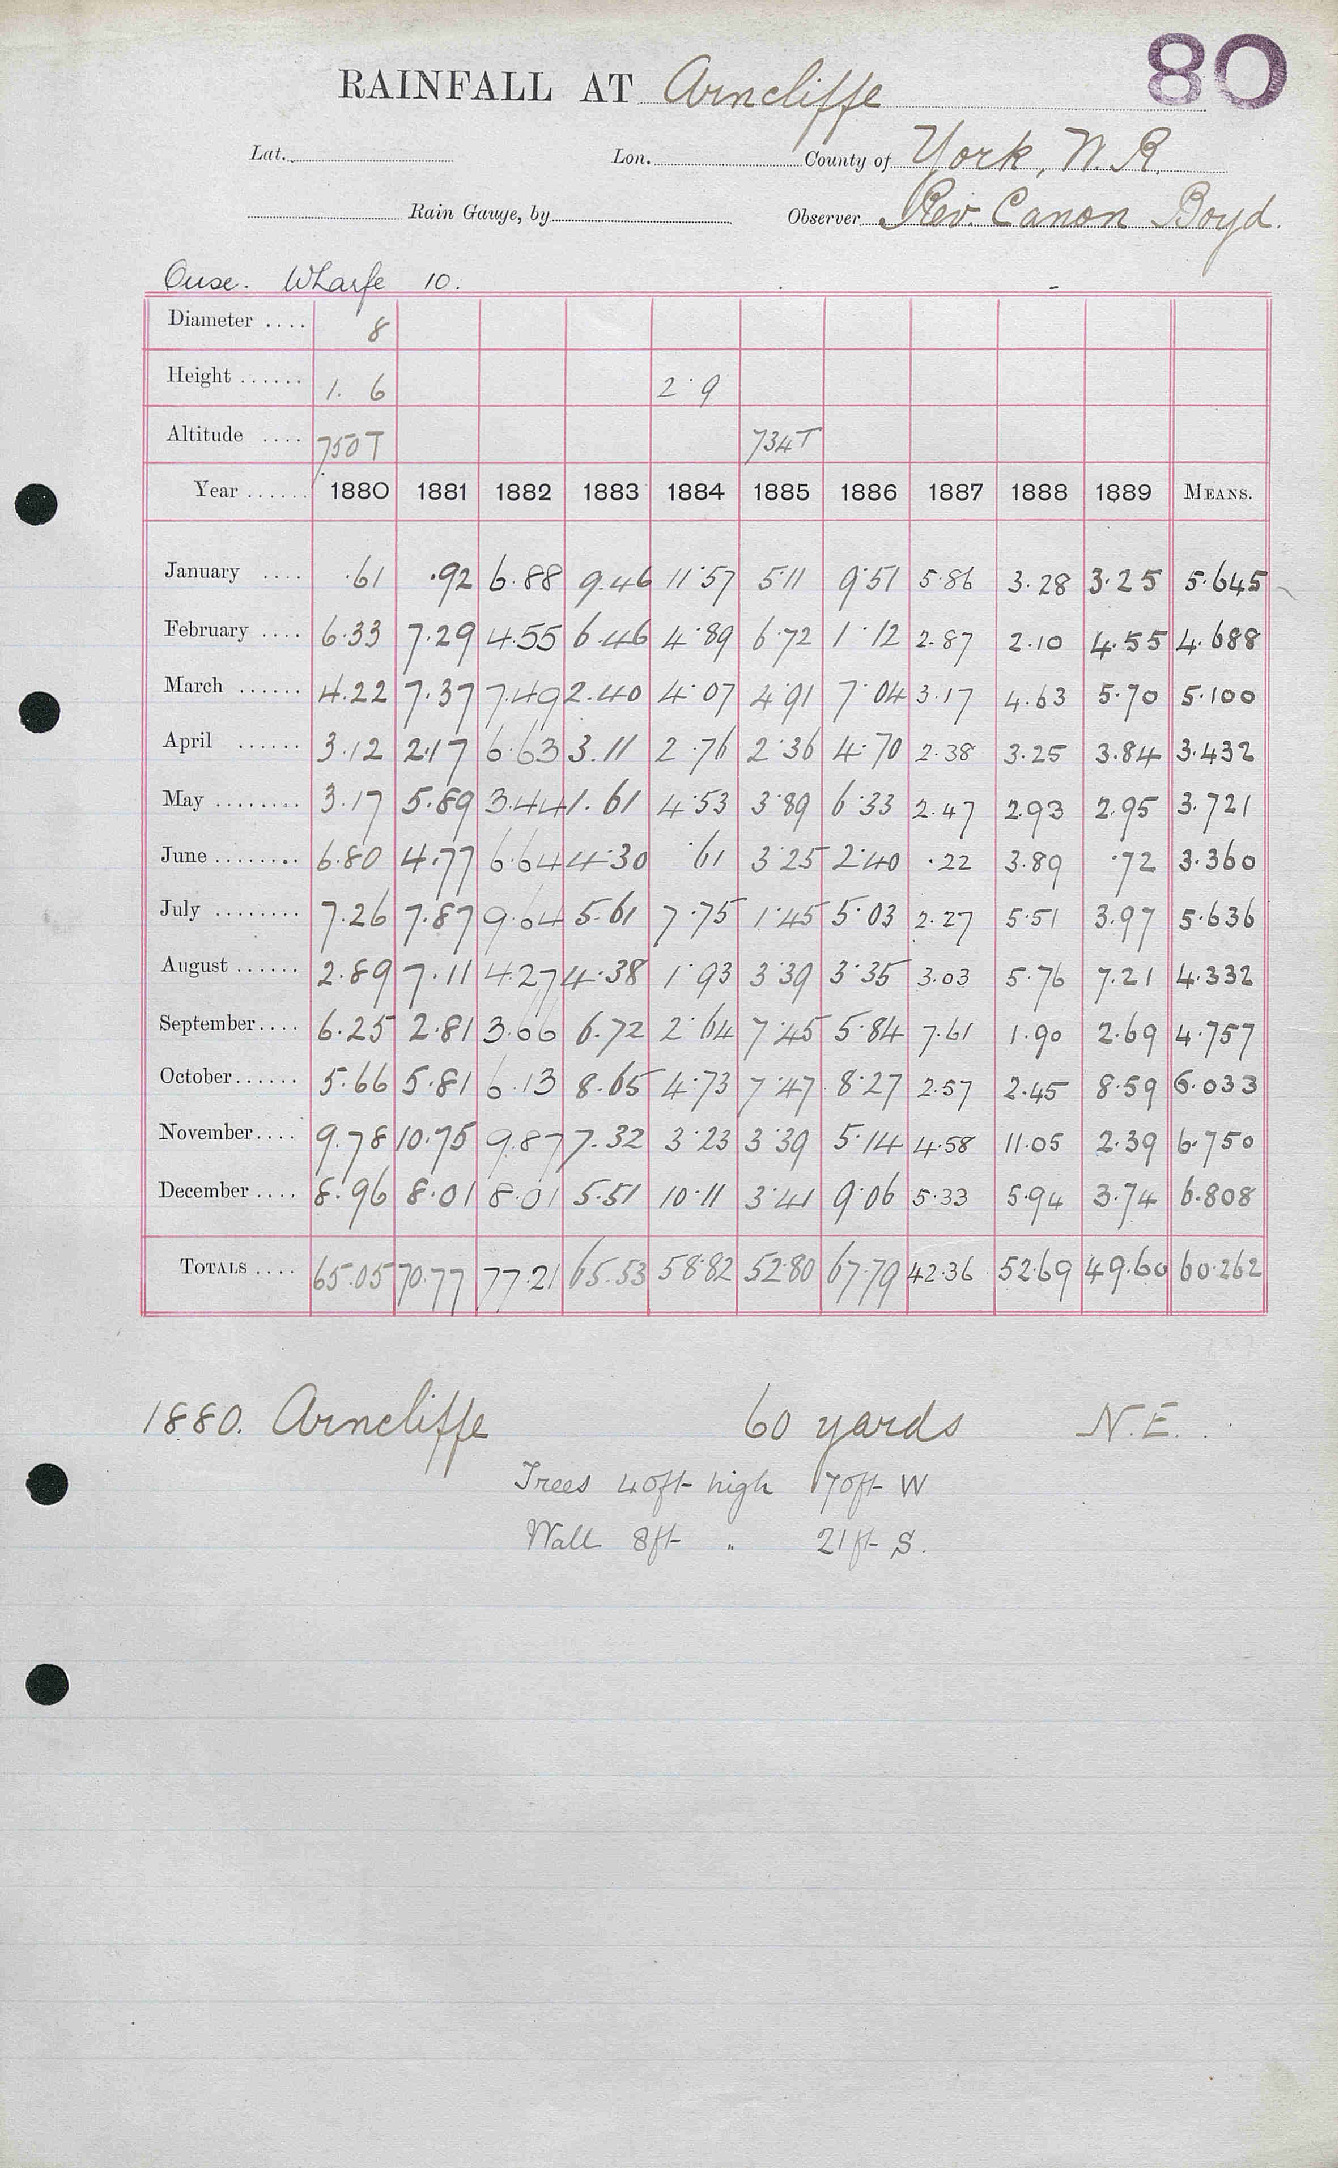 80
RAINFALL AT Arncliffe
Lat. Lon. County of York, N.R.
Rain Gauge, by Observer Rev. Canon Boyd.
Ouse. Wharfe 10.
Diameter .... 8
Height ...... 1. 6 2·9
Altitude .... 750T 734T
Year ...... 1880 1881 1882 1883 1884 1885 1886 1887 1888 1889 MEANS.
January .... .61 .92 6.88 9.46 11.57 5.11 9.51 5.86 3.28 3.25 5.645
February .... 6.33 7.29 4.55 6.46 4.89 6.72 1.12 2.87 2.10 4.55 4.688
March ...... 4.22 7.37 7.49 2.40 4.07 4.91 7.04 3.17 4.63 5.70 5.100
April ...... 3.12 2.17 6.63 3.11 2.76 2.36 4.70 2.38 3.25 3.84 3.432
May ........ 3.17 5.89 3.44 1.61 4.53 3.89 6.33 2.47 2.93 2.95 3.721
June ........ 6.80 4.77 6.64 4.30 .61 3.25 2.40 .22 3.89 .72 3.360
July ........ 7.26 7.87 9.64 5.61 7.75 1.45 5.03 2.27 5.51 3.97 5.636
August ...... 2.89 7.11 4.27 4.38 1.93 3.39 3.35 3.03 5.76 7.21 4.332
September.... 6.25 2.81 3.66 6.72 2.64 7.45 5.84 7.61 1.90 2.69 4.757
October...... 5.66 5.81 6.13 8.65 4.73 7.47 8.27 2.57 2.45 8.59 6.033
November.... 9.78 10.75 9.87 7.32 3.23 3.39 5.14 4.58 11.05 2.39 6.750
December .... 8.96 8.01 8.01 5.51 10.11 3.41 9.06 5.33 5.94 3.74 6.808
TOTALS .... 65.05 70.77 77.21 65.53 58.82 52.80 67.79 42.36 52.69 49.60 60.262
1880. Arncliffe 60 yards N.E.
Trees 40ft high 70ft W
Wall 8ft " 21ft S.